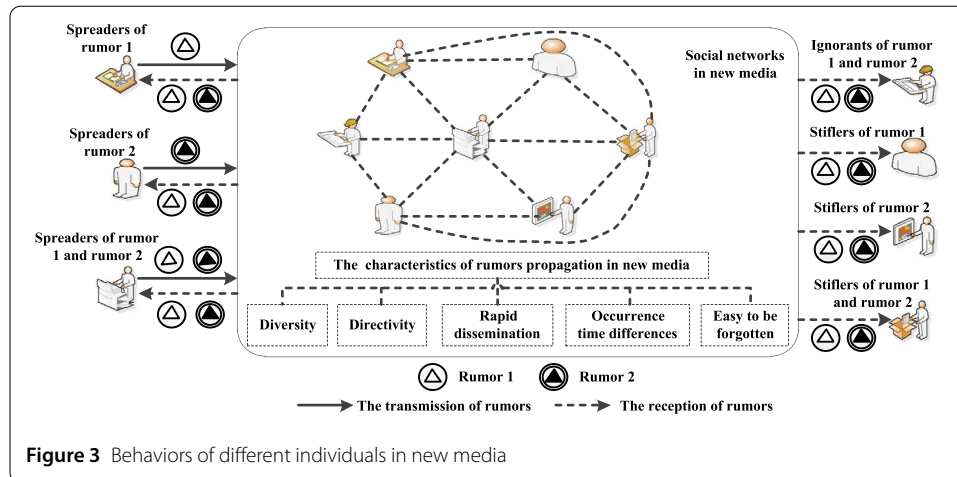 Spreaders of
rumor 1
Spreaders of
rumor 2
Spreaders of rumor
1 and rumor 2
Social networks
in new media
The characteristics of rumors propagation in new media
Diversity
Directivity
Rapid
dissemination
Occurrence
time differences
Easy to be
forgotten
Ignorants of rumor
1 and rumor 2
Stiflers of rumor 1
Stiflers of rumor 2
Stiflers of rumor 1
and rumor 2
Rumor 1
Rumor 2
The transmission of rumors
The reception of rumors
Figure 3 Behaviors of different individuals in new media